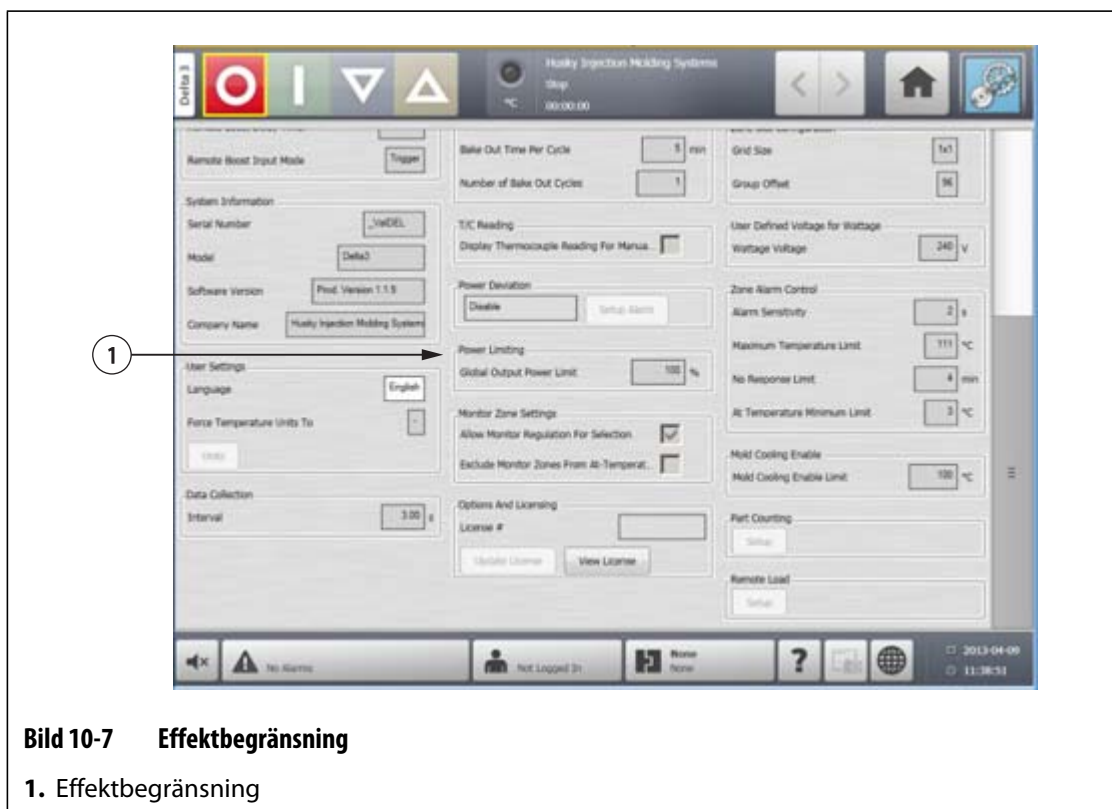 Delta 3
Husky Injection Molding Systems
Stop
°C 00:00:00
Remote Boost Input Mode Trigger
System Information
Serial Number _ValDEL
Model Delta3
Software Version Prod. Version 1.1.9
Company Name Husky Injection Molding Systems
User Settings
Language English
Force Temperature Units To -
Data Collection
Interval 3.00 s
Bake Out Time Per Cycle 5 min
Number of Bake Out Cycles 1
T/C Reading
Display Thermocouple Reading For Manua...
Power Deviation
Disable Setup Alarm
Power Limiting
Global Output Power Limit 100 %
Monitor Zone Settings
Allow Monitor Regulation For Selection
Exclude Monitor Zones From At-Temperat...
Options And Licensing
License #
Update License View License
Grid Size 1x1
Group Offset 96
User Defined Voltage for Wattage
Wattage Voltage 240 V
Zone Alarm Control
Alarm Sensitivity 2 s
Maximum Temperature Limit 111 °C
No Response Limit 4 min
At Temperature Minimum Limit 3 °C
Mold Cooling Enable
Mold Cooling Enable Limit 100 °C
Part Counting
Setup
Remote Load
Setup
No Alarms
Not Logged In
None
None
?
2013-04-09
11:38:51
1
Bild 10-7 Effektbegränsning
1. Effektbegränsning